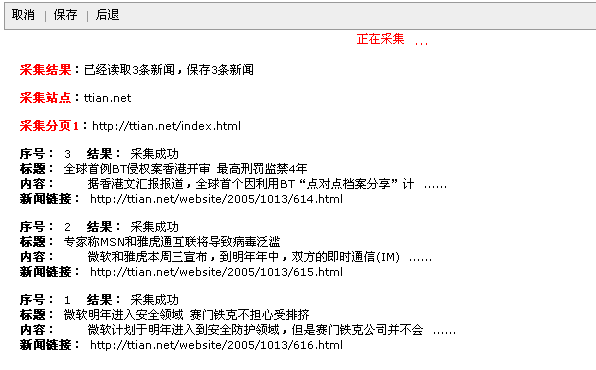 取消 | 保存 | 后退
正在采集 ...
采集结果：已经读取3条新闻，保存3条新闻
采集站点：ttian.net
采集分页1：http://ttian.net/index.html
序号： 3 结果： 采集成功
标题： 全球首例BT侵权案香港开审 最高刑罚监禁4年
内容： 据香港文汇报报道，全球首个因利用BT“点对点档案分享”计 ……
新闻链接： http://ttian.net/website/2005/1013/614.html
序号： 2 结果： 采集成功
标题： 专家称MSN和雅虎通互联将导致病毒泛滥
内容： 微软和雅虎本周三宣布，到明年年中，双方的即时通信(IM) ……
新闻链接： http://ttian.net/website/2005/1013/615.html
序号： 1 结果： 采集成功
标题： 微软明年进入安全领域 赛门铁克不担心受排挤
内容： 微软计划于明年进入到安全防护领域，但是赛门铁克公司并不会 ……
新闻链接： http://ttian.net/website/2005/1013/616.html